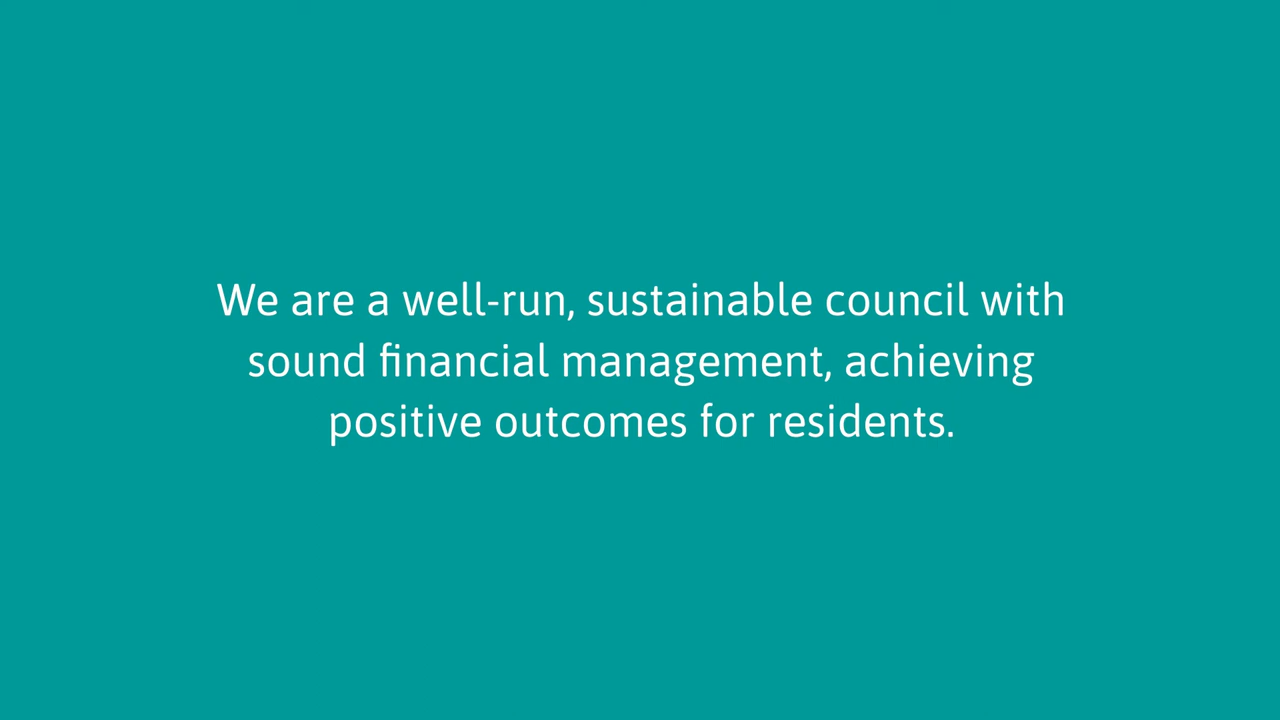 We are a well-run, sustainable council with
sound financial management, achieving
positive outcomes for residents.